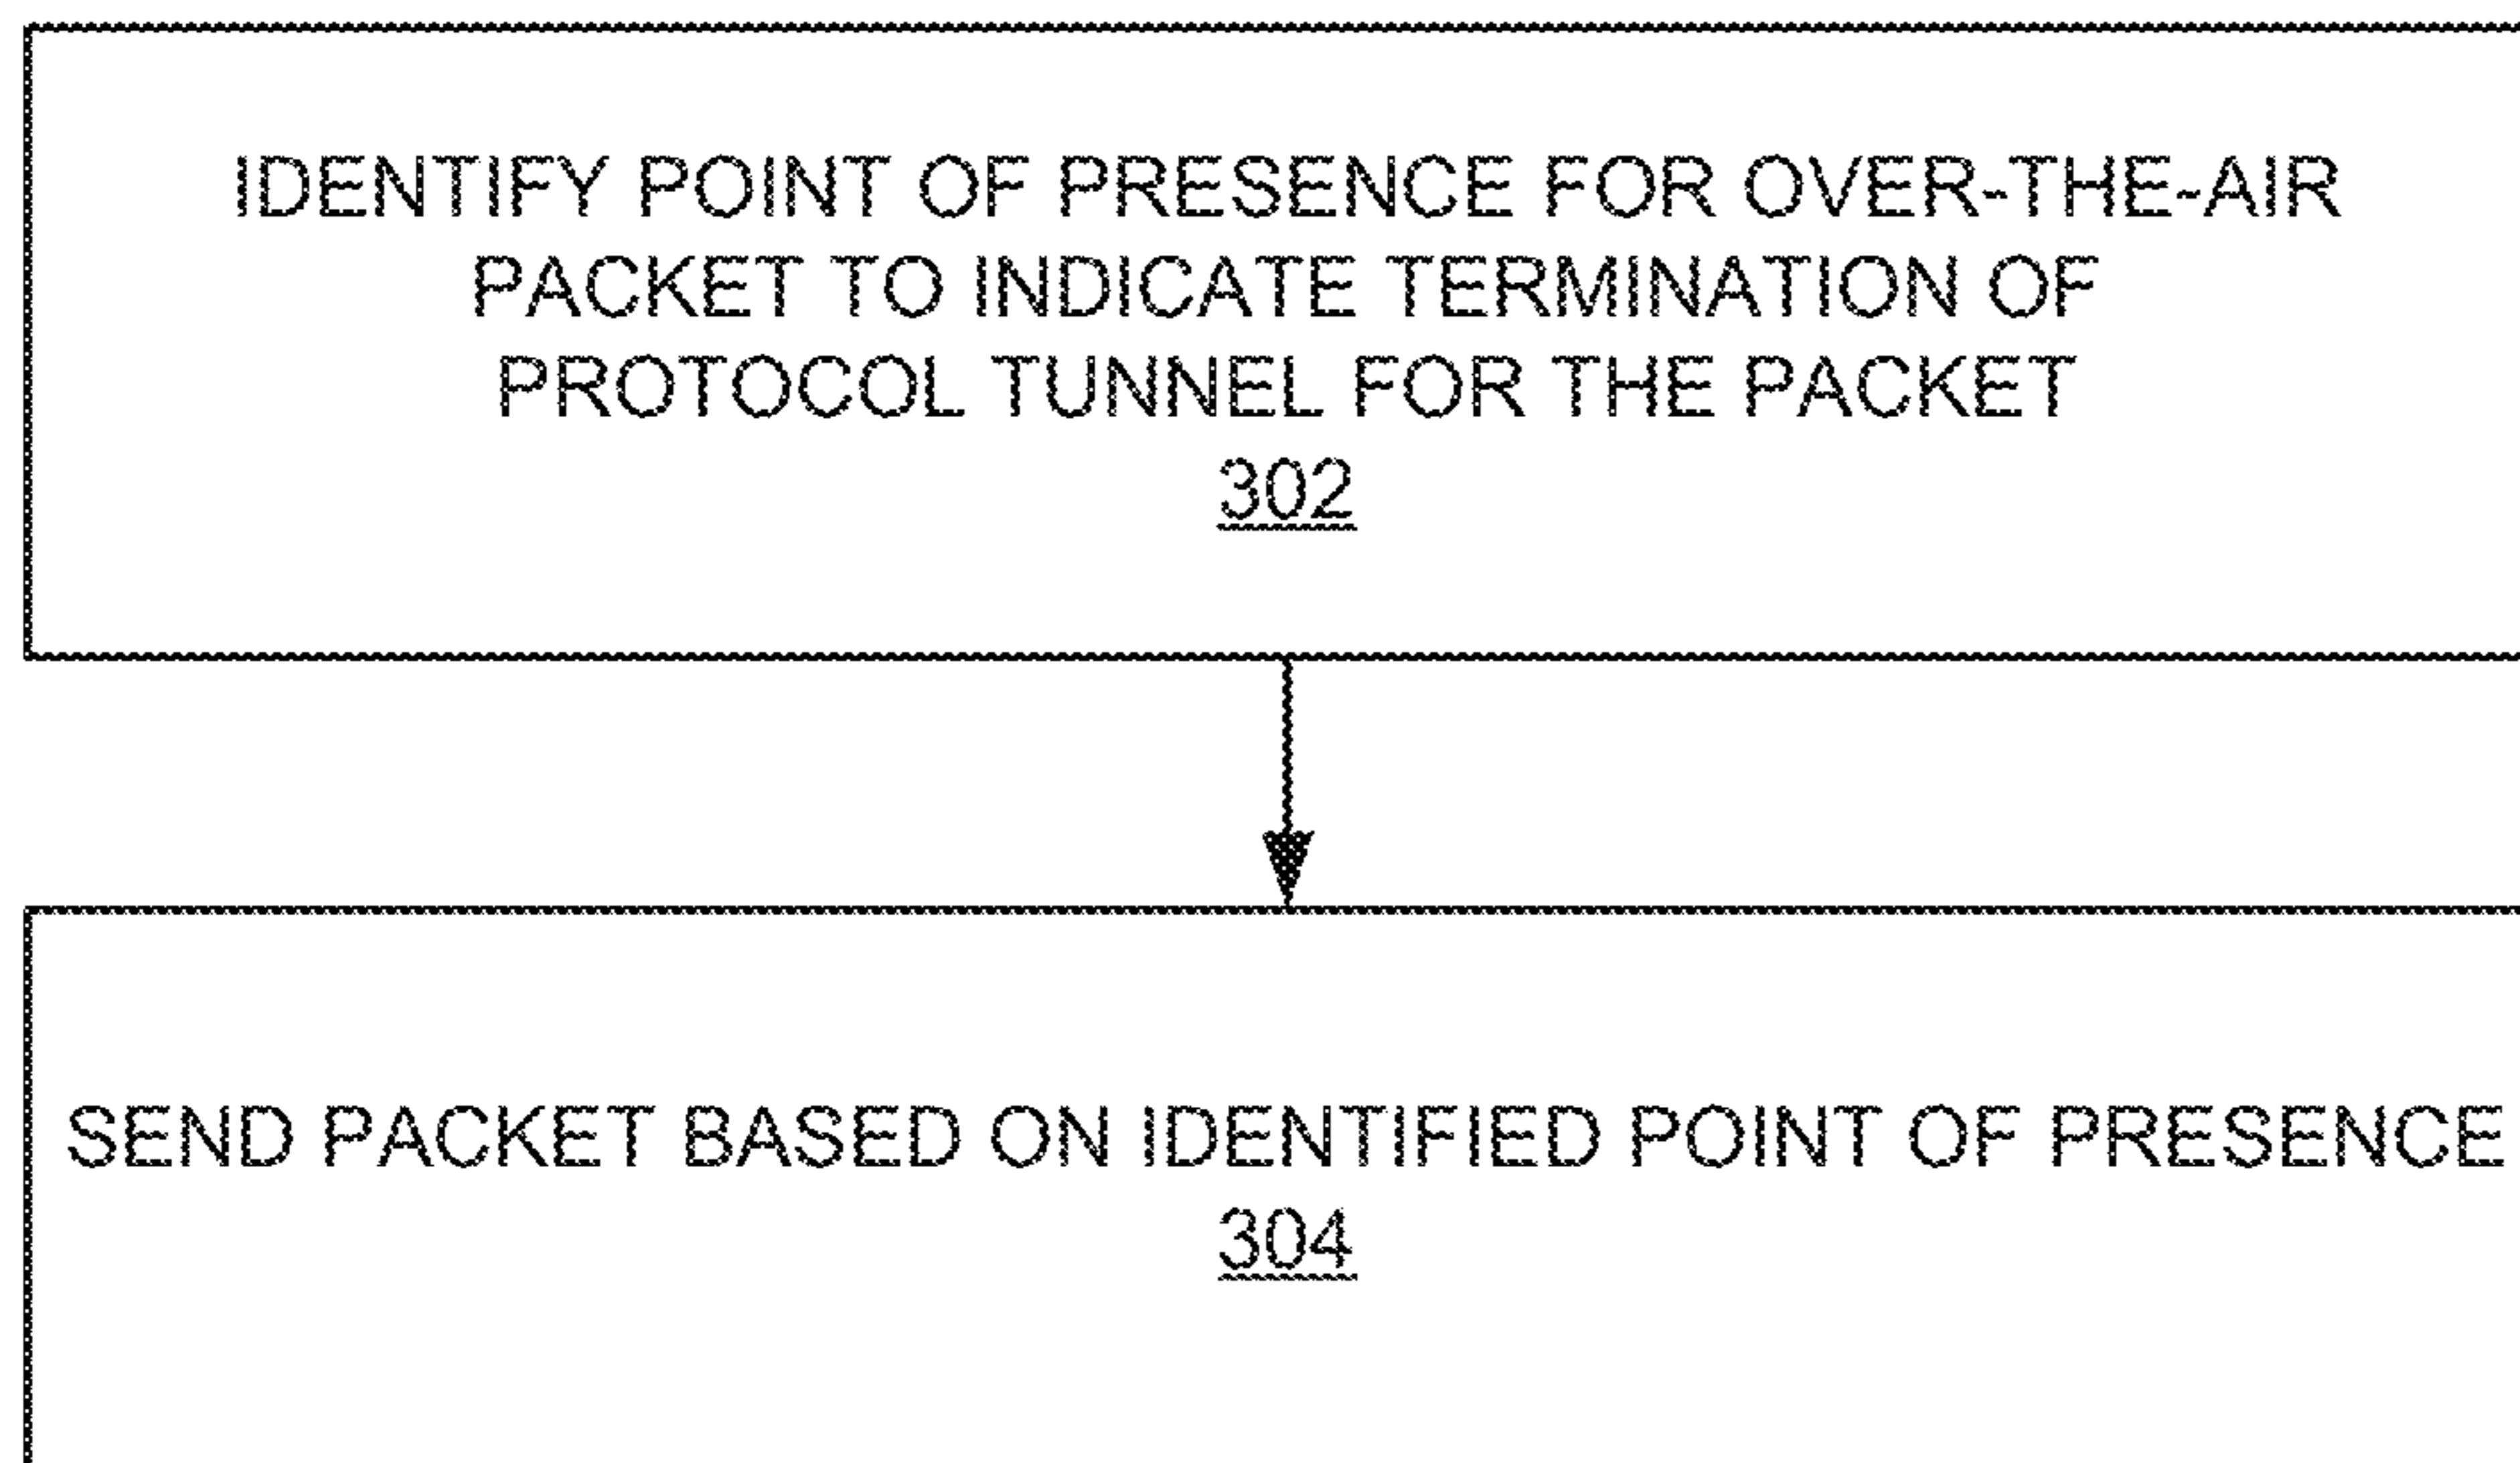 IDENTIFY POINT OF PRESENCE FOR OVER-THE-AIR
PACKET TO INDICATE TERMINATION OF
PROTOCOL TUNNEL FOR THE PACKET
302
SEND PACKET BASED ON IDENTIFIED POINT OF PRESENCE
304